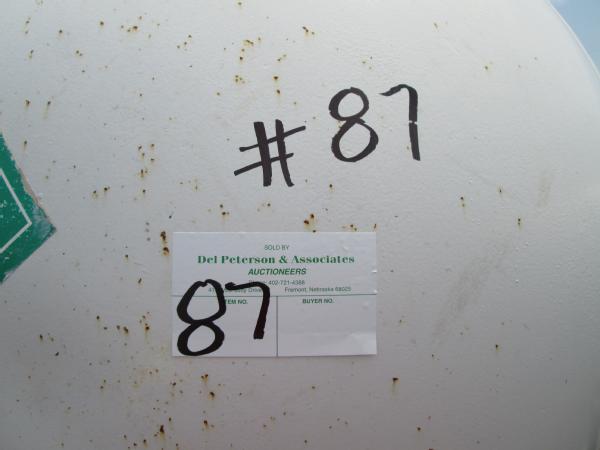 # 87
SOLD BY
Del Peterson & Associates
AUCTIONEERS
402-721-4388
Fremont, Nebraska 68025
ITEM NO. BUYER NO.
87